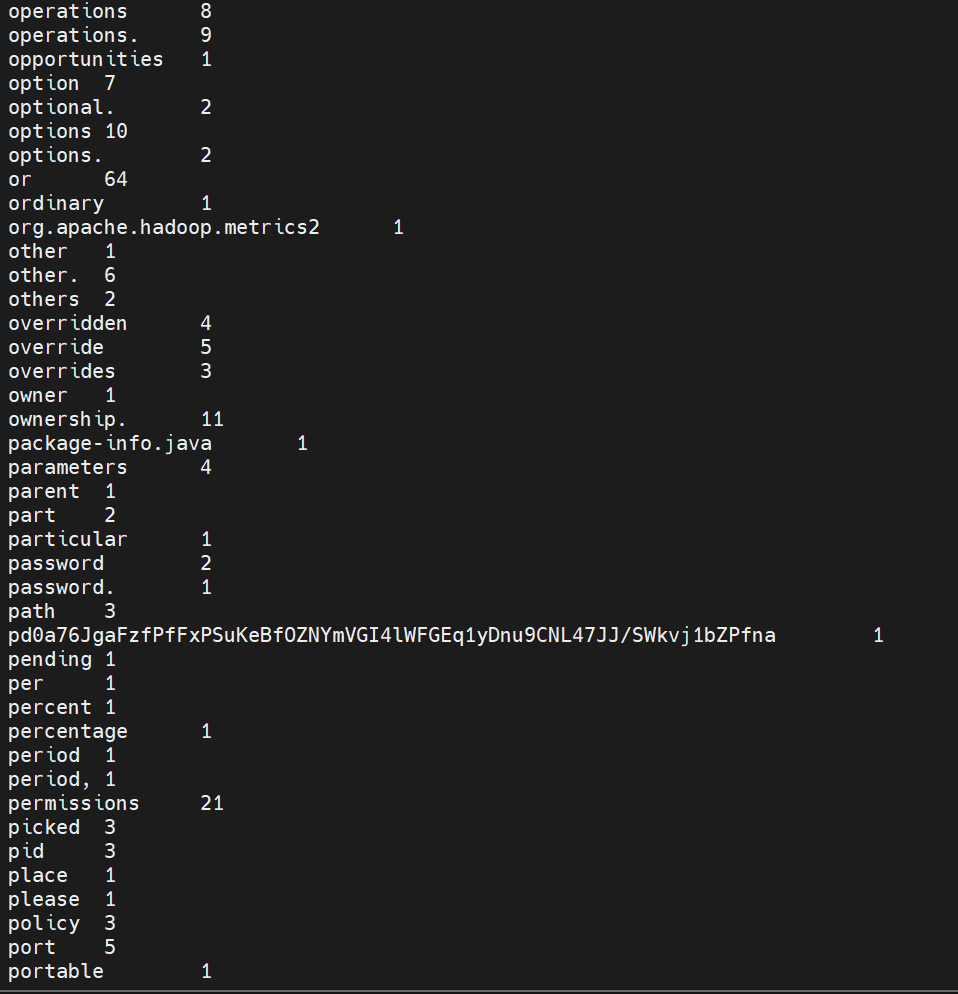 operations	8
operations.	9
opportunities	1
option	7
optional.	2
options	10
options.	2
or	64
ordinary	1
org.apache.hadoop.metrics2	1
other	1
other.	6
others	2
overridden	4
override	5
overrides	3
owner	1
ownership.	11
package-info.java	1
parameters	4
parent	1
part	2
particular	1
password	2
password.	1
path	3
pd0a76JgaFzfPfFxPSuKeBfOZNYmVGI4lWFGEq1yDnu9CNL47JJ/SWkvj1bZPfna	1
pending	1
per	1
percent	1
percentage	1
period	1
period,	1
permissions	21
picked	3
pid	3
place	1
please	1
policy	3
port	5
portable	1